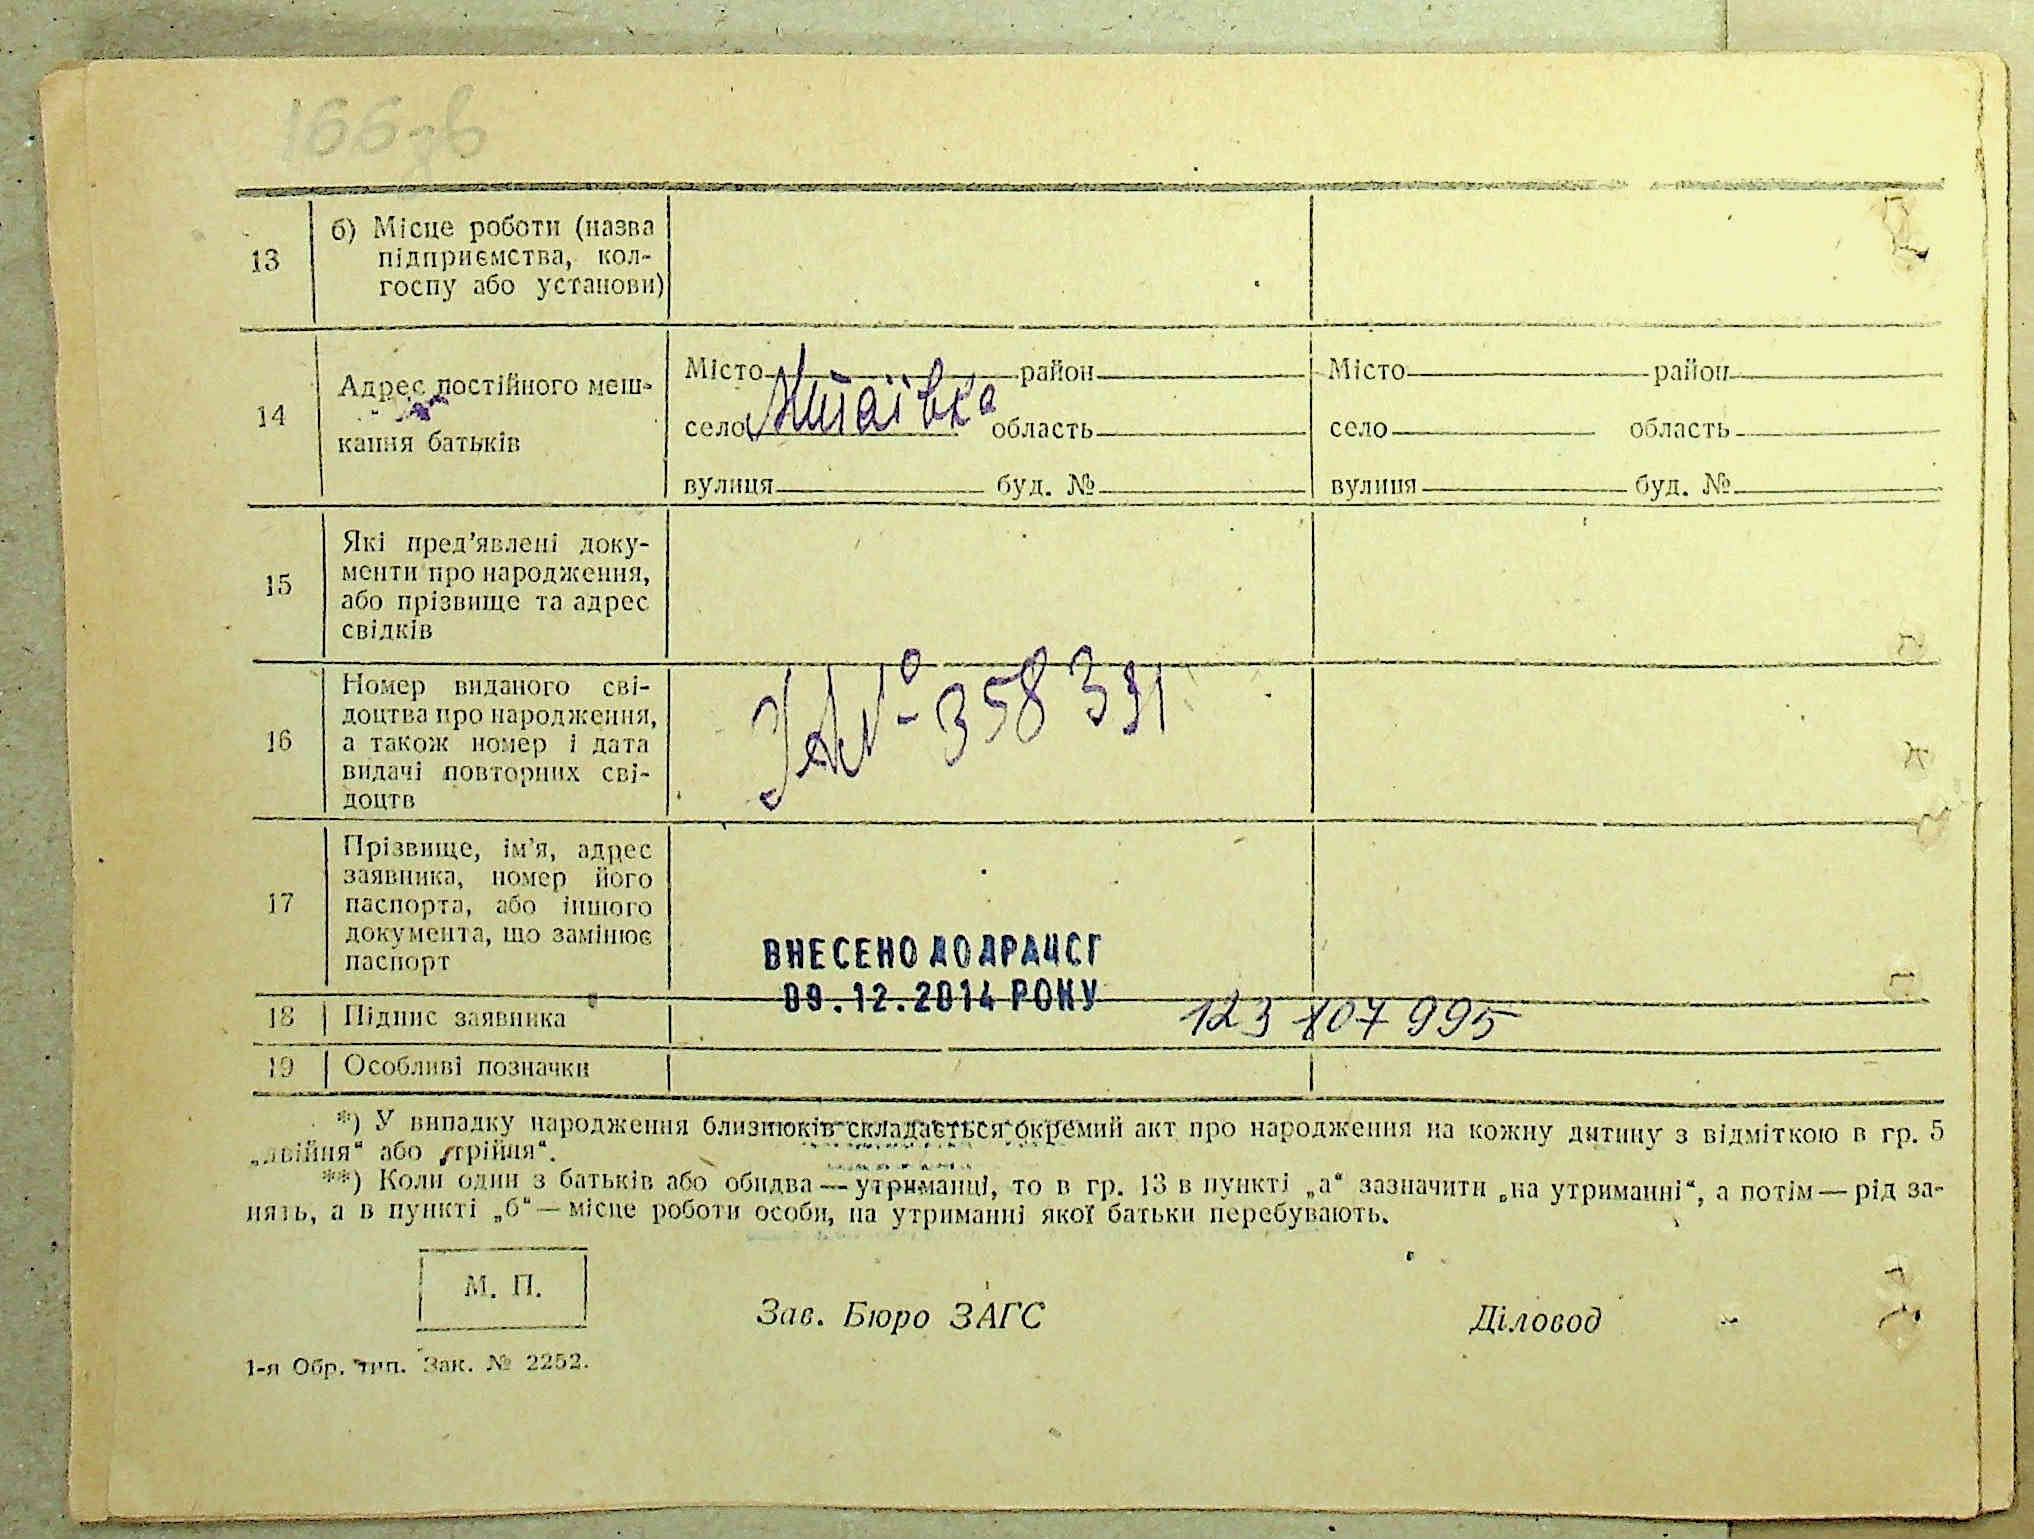 166зв
13 б) Місце роботи (назва
підприємства, кол-
госпу або установи)
14 Адрес постійного меш-
кання батьків
Місто район
село Митаївка область
вулиця буд. №
Місто район
село область
вулиця буд. №
15 Які пред’явлені доку-
менти про народження,
або прізвище та адрес
свідків
16 Номер виданого сві-
доцтва про народження,
а також номер і дата
видачі повторних сві-
доцтв
№ 358391
17 Прізвище, ім’я, адрес
заявника, номер його
паспорта, або іншого
документа, що замінює
паспорт
ВНЕСЕНО ДО ДРАЦСГ
09.12.2014 РОКУ
18 Підпис заявника
123 107 995
19 Особливі позначки
*) У випадку народження близнюків складається окремий акт про народження на кожну дитину з відміткою в гр. 5
„двійня“ або „трійня“.
**) Коли один з батьків або обидва — утриманці, то в гр. 13 в пункті „а“ зазначити „на утриманні“, а потім — рід за-
нять, а в пункті „б“ — місце роботи особи, на утриманні якої батьки перебувають.
М. П.
Зав. Бюро ЗАГС
Діловод
1-я Обр. тип. Зак. № 2252.